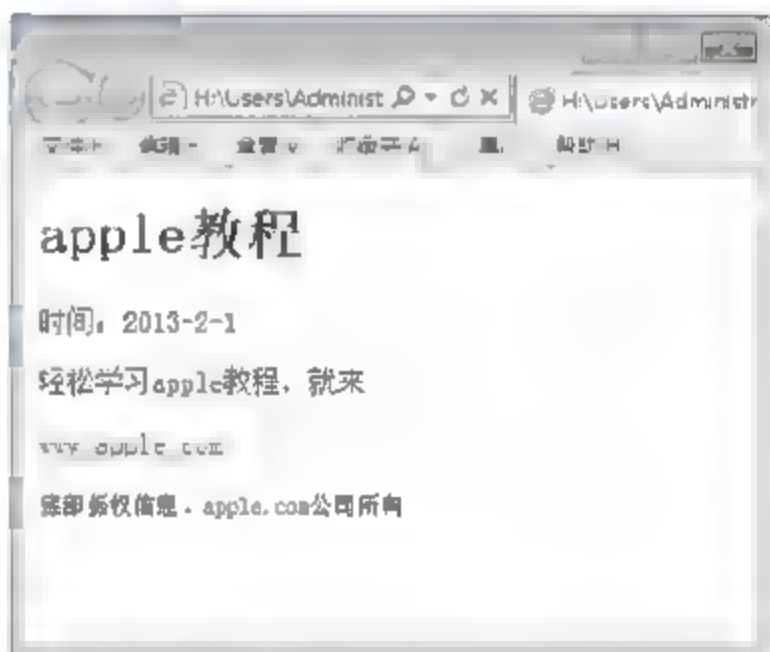 H:\Users\Administ
H:\Users\Administr
apple教程
时间：2013-2-1
轻松学习apple教程，就来
www.apple.com
底部版权信息．apple.com公司所有